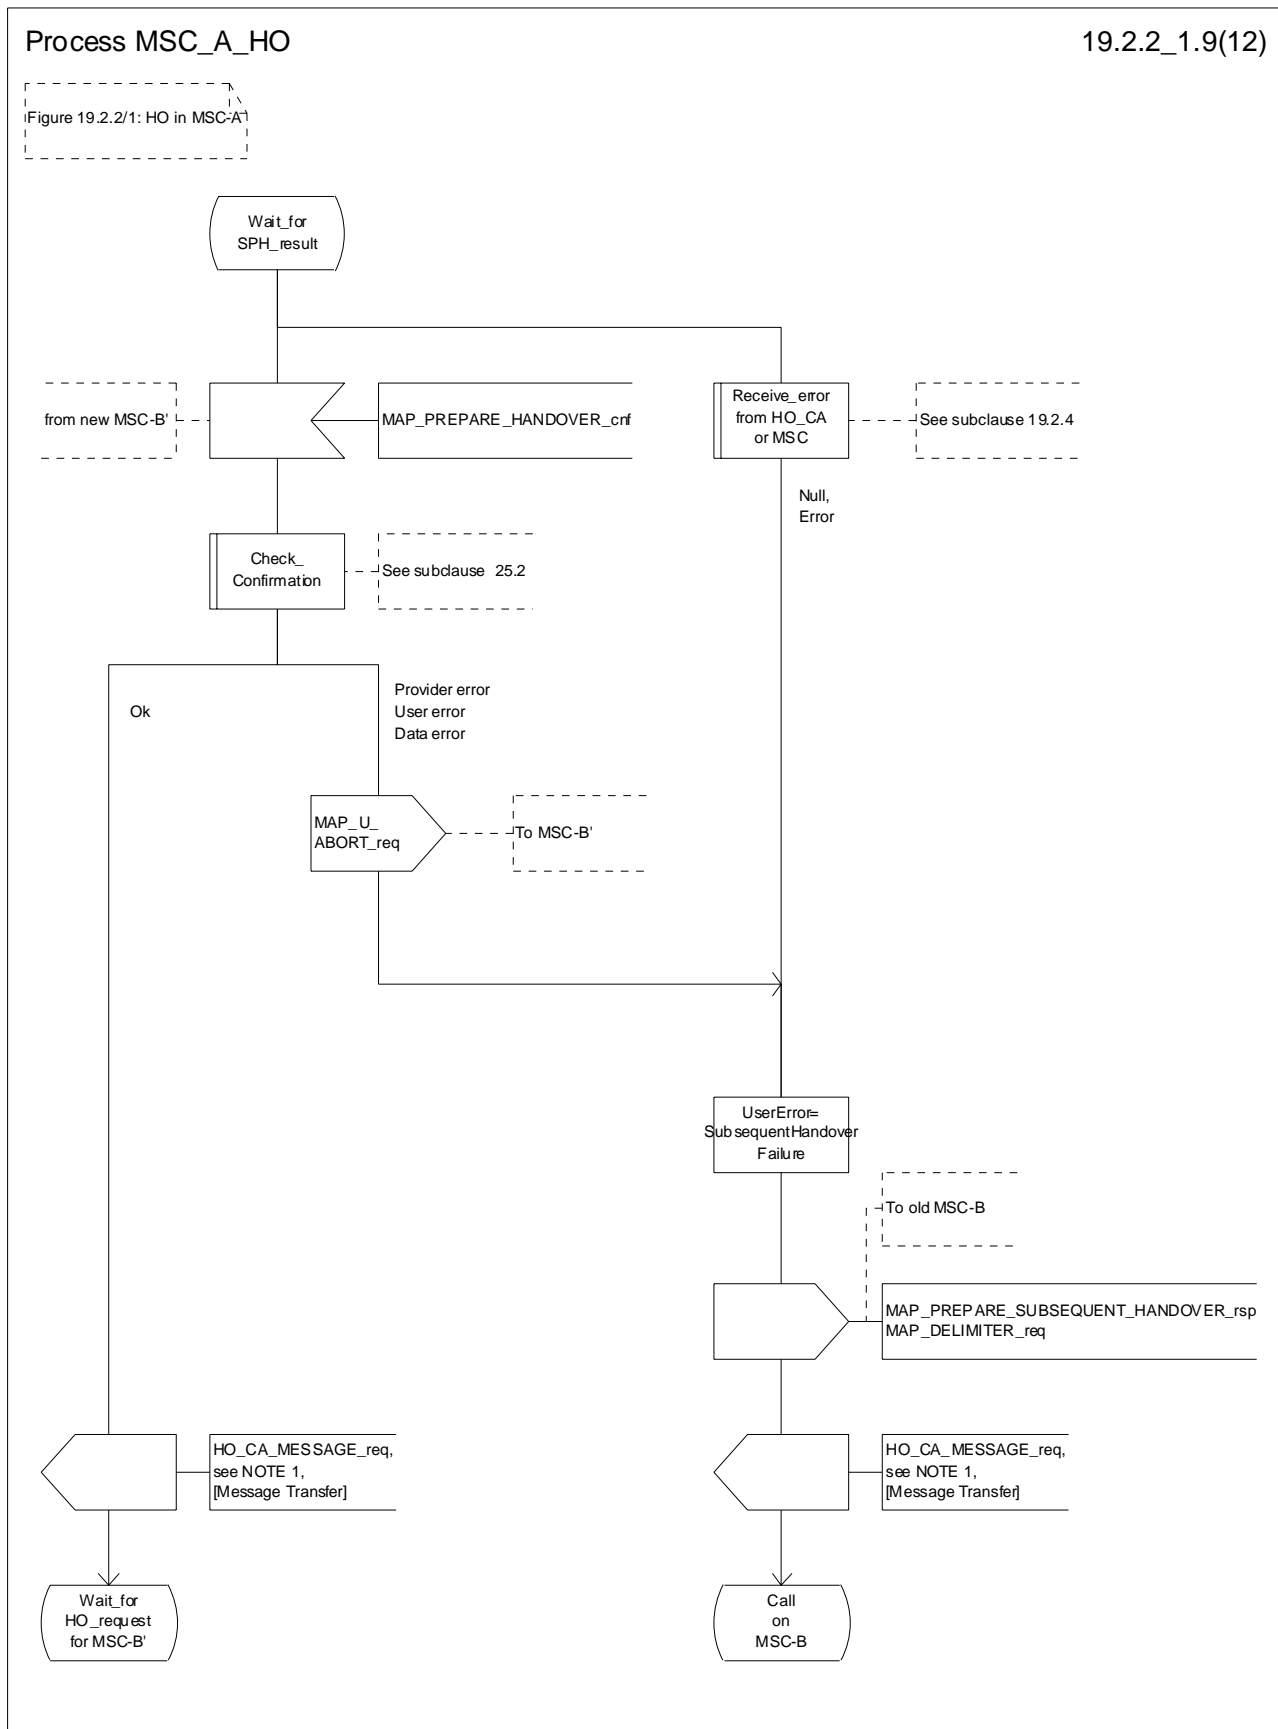 Process MSC_A_HO
19.2.2_1.9(12)
Figure 19.2.2/1: HO in MSC-A
Wait_for
SPH_result
from new MSC-B'
MAP_PREPARE_HANDOVER_cnf
Receive_error
from HO_CA
or MSC
See subclause 19.2.4
Null,
Error
Check_
Confirmation
See subclause 25.2
Ok
Provider error
User error
Data error
MAP_U_
ABORT_req
To MSC-B'
UserError=
SubsequentHandover
Failure
To old MSC-B
MAP_PREPARE_SUBSEQUENT_HANDOVER_rsp
MAP_DELIMITER_req
HO_CA_MESSAGE_req,
see NOTE 1,
[Message Transfer]
HO_CA_MESSAGE_req,
see NOTE 1,
[Message Transfer]
Wait_for
HO_request
for MSC-B'
Call
on
MSC-B